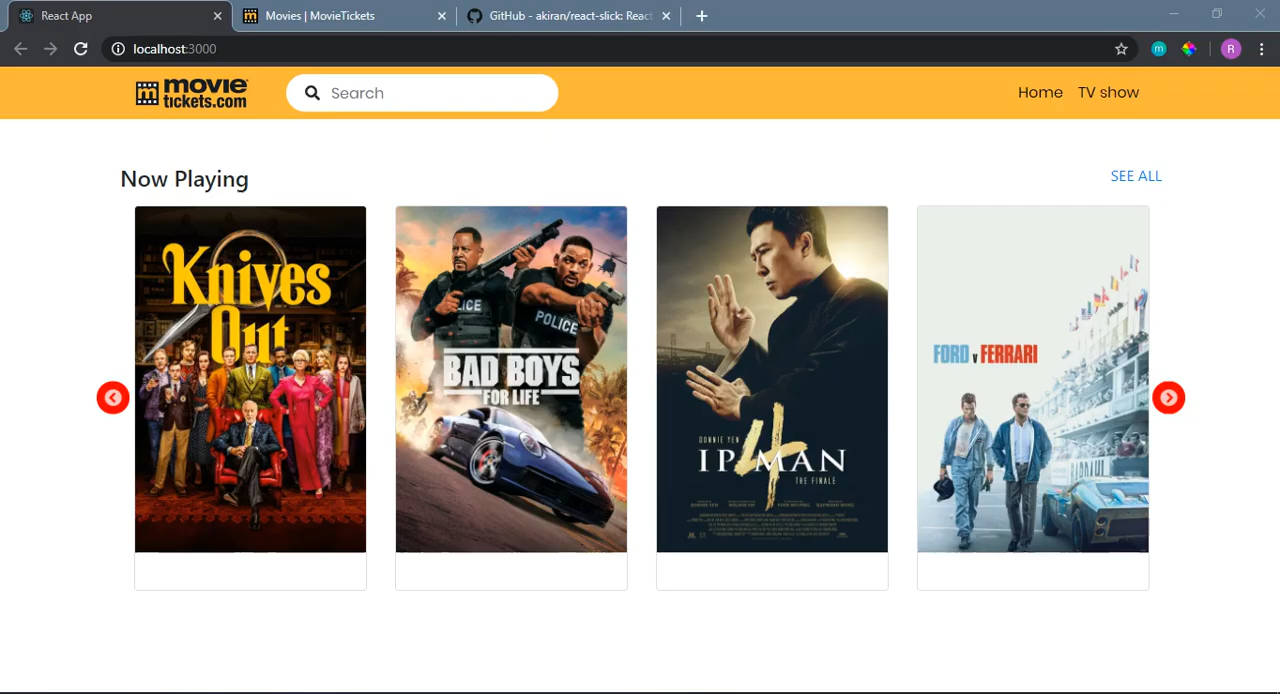 React App
Movies | MovieTickets
GitHub - akiran/react-slick: React
localhost:3000
R
movie
tickets.com
Search
Home
TV show
Now Playing
SEE ALL
Knives
Out
POLICE
BAD BOYS
FOR LIFE
DONNIE YEN
IP MAN
4
THE FINALE
FORD v FERRARI